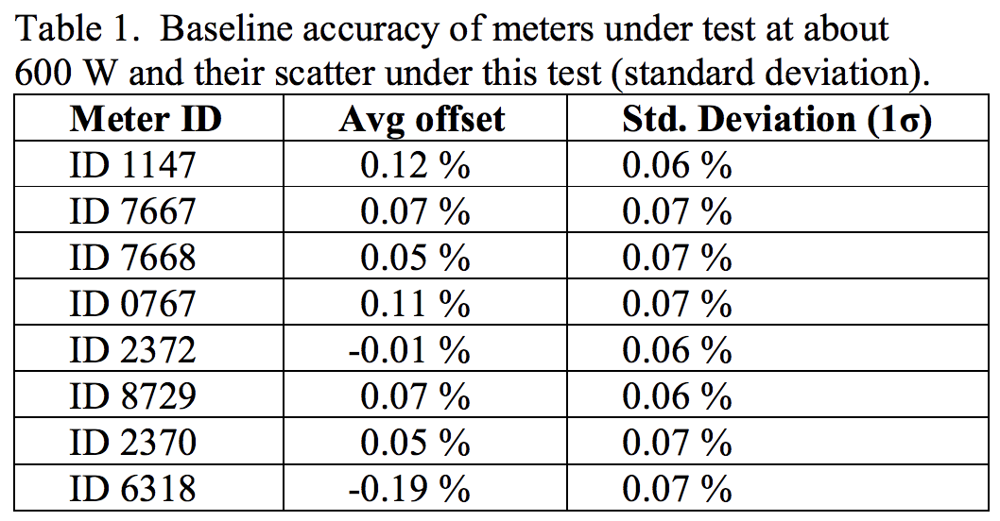 Table 1.  Baseline accuracy of meters under test at about
600 W and their scatter under this test (standard deviation).
Meter ID Avg offset Std. Deviation (1σ)
ID 1147 0.12 % 0.06 %
ID 7667 0.07 % 0.07 %
ID 7668 0.05 % 0.07 %
ID 0767 0.11 % 0.07 %
ID 2372 -0.01 % 0.06 %
ID 8729 0.07 % 0.06 %
ID 2370 0.05 % 0.07 %
ID 6318 -0.19 % 0.07 %